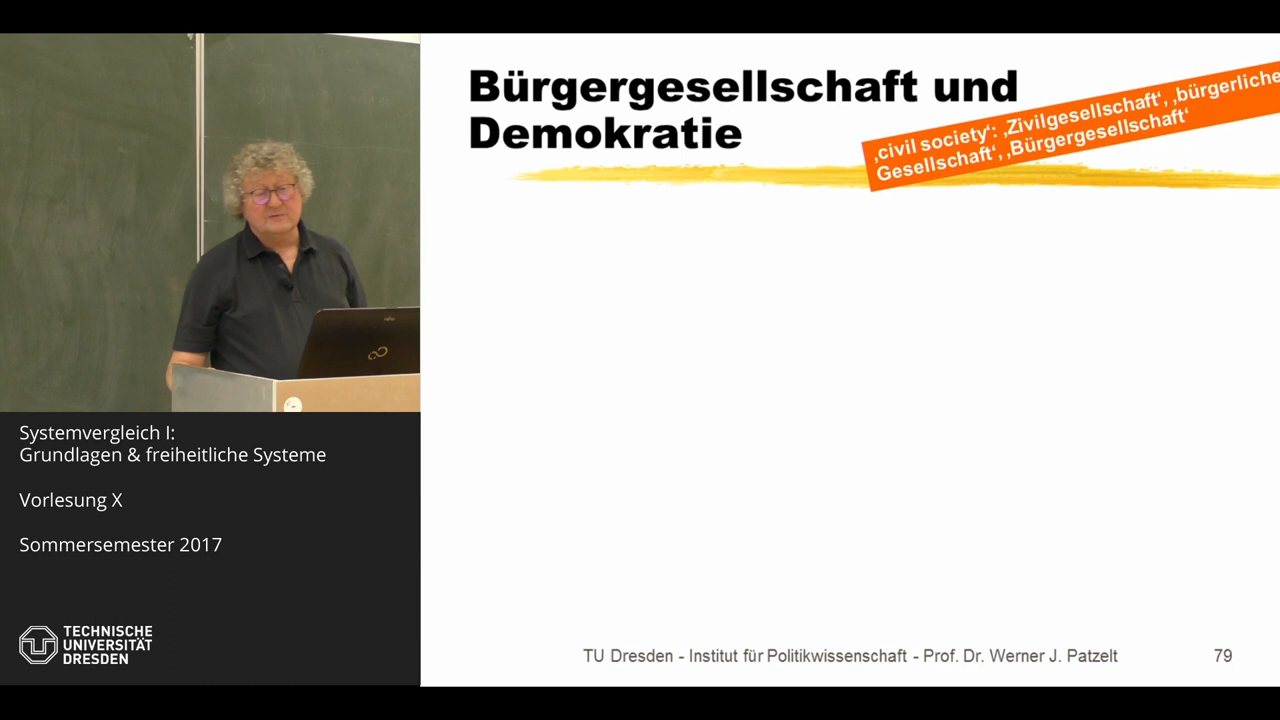 Bürgergesellschaft und
Demokratie
‚civil society‘: ‚Zivilgesellschaft‘, ‚bürgerliche
Gesellschaft‘, ‚Bürgergesellschaft‘
Systemvergleich I:
Grundlagen & freiheitliche Systeme
Vorlesung X
Sommersemester 2017
TECHNISCHE
UNIVERSITÄT
DRESDEN
TU Dresden - Institut für Politikwissenschaft - Prof. Dr. Werner J. Patzelt
79